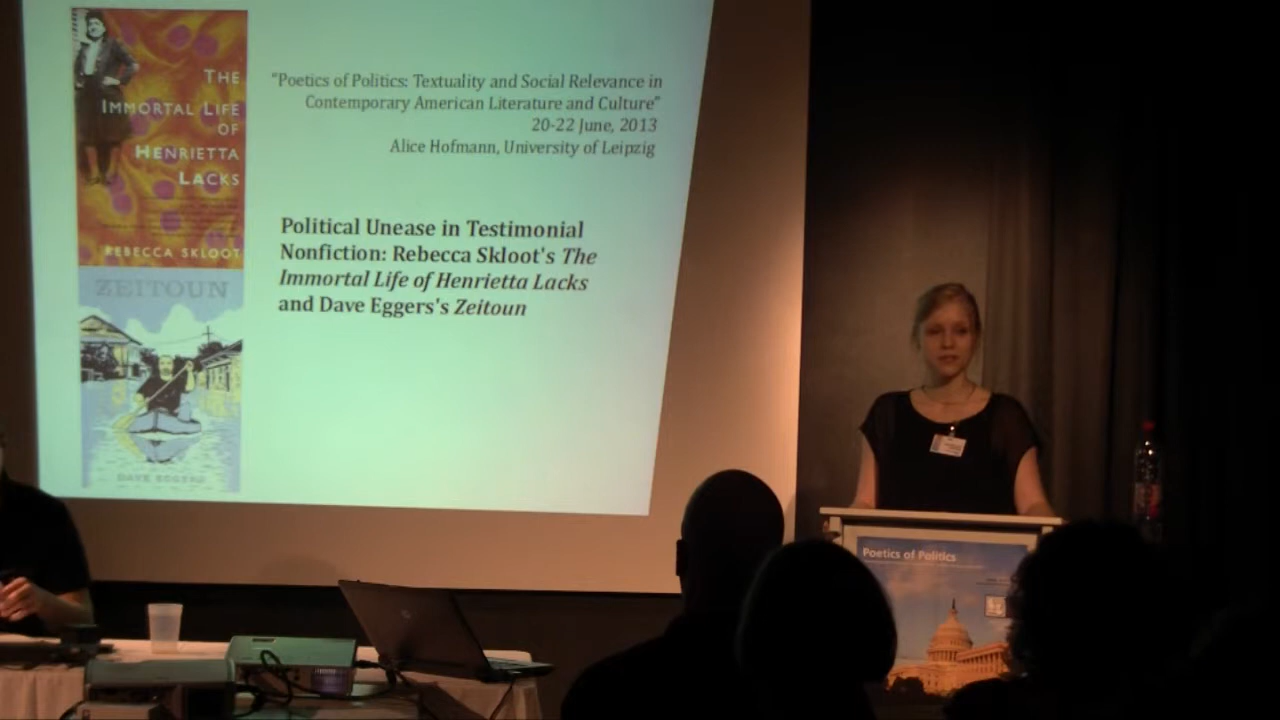 THE
IMMORTAL LIFE
OF
HENRIETTA
LACKS
REBECCA SKLOOT
ZEITOUN
DAVE EGGERS
"Poetics of Politics: Textuality and Social Relevance in
Contemporary American Literature and Culture"
20-22 June, 2013
Alice Hofmann, University of Leipzig
Political Unease in Testimonial
Nonfiction: Rebecca Skloot's The
Immortal Life of Henrietta Lacks
and Dave Eggers's Zeitoun
Poetics of Politics